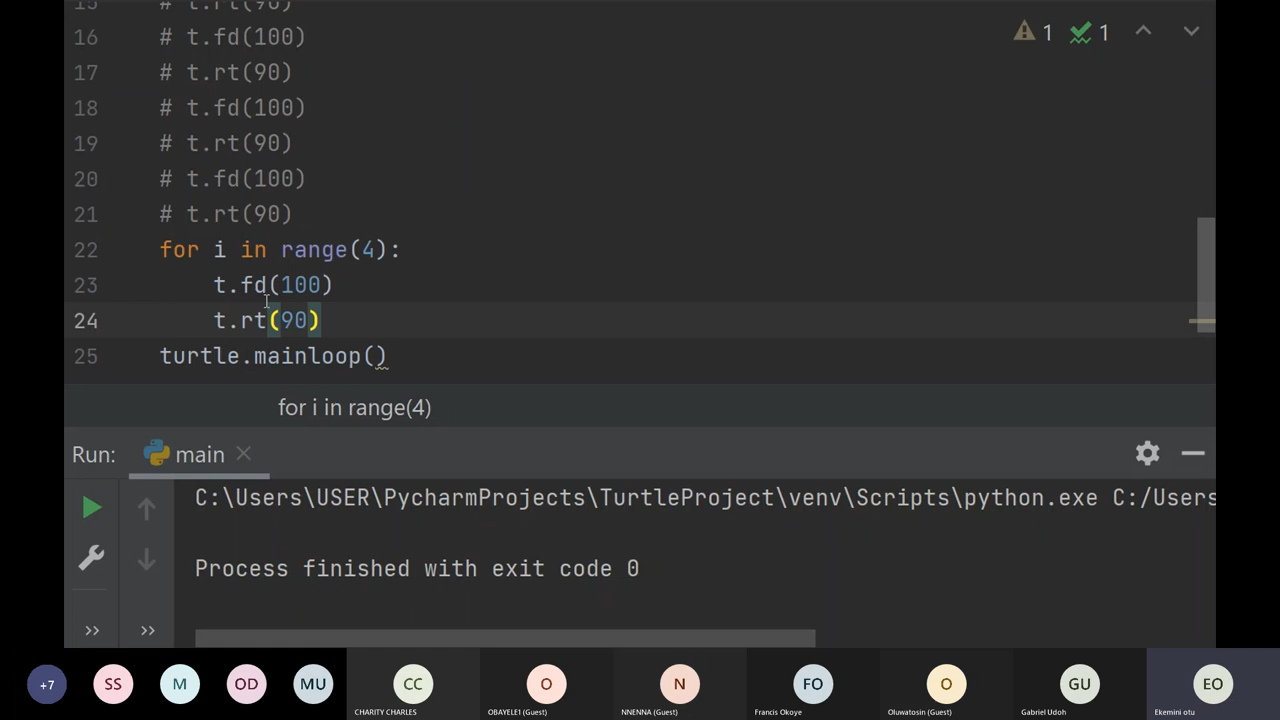 15 # t.rt(90)
16 # t.fd(100)
17 # t.rt(90)
18 # t.fd(100)
19 # t.rt(90)
20 # t.fd(100)
21 # t.rt(90)
22 for i in range(4):
23 t.fd(100)
24 t.rt(90)
25 turtle.mainloop()
1 1
for i in range(4)
Run: main
C:\Users\USER\PycharmProjects\TurtleProject\venv\Scripts\python.exe C:/Users
Process finished with exit code 0
+7 SS M OD MU CC O N FO O GU EO
CHARITY CHARLES OBAYELE1 (Guest) NNENNA (Guest) Francis Okoye Oluwatosin (Guest) Gabriel Udoh Ekemini otu